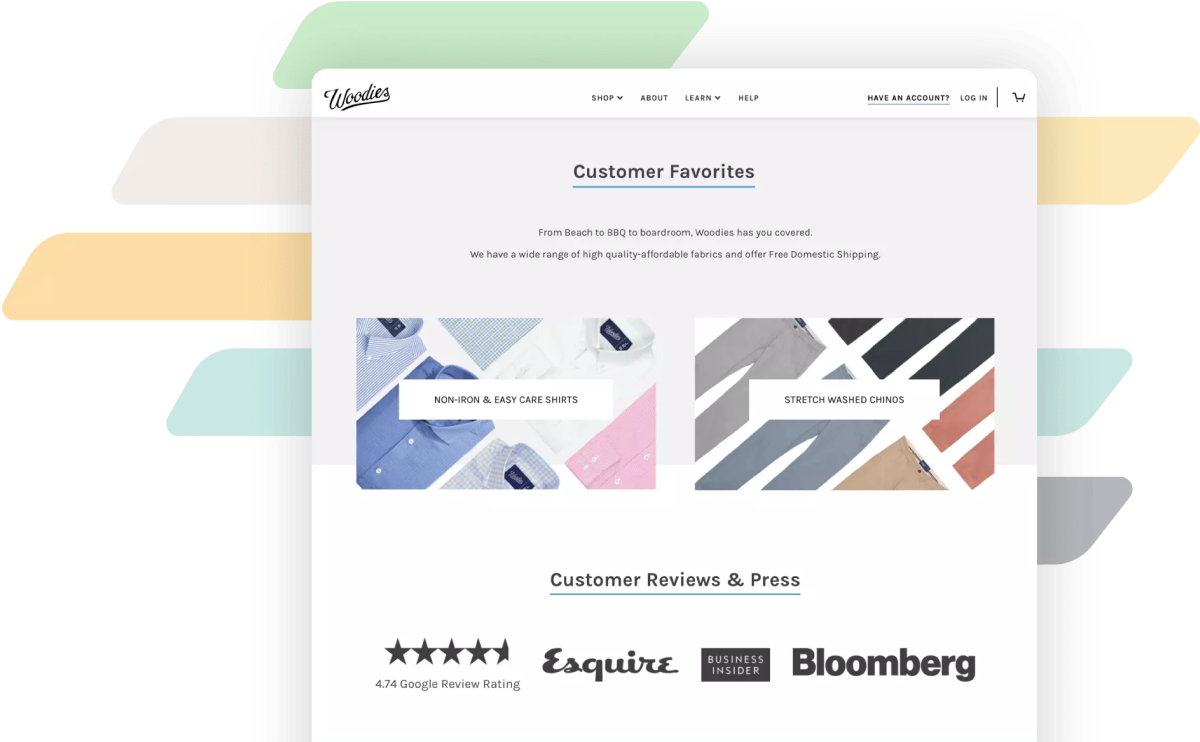 Woodies
SHOP ABOUT LEARN HELP HAVE AN ACCOUNT? LOG IN
Customer Favorites
From Beach to BBQ to boardroom, Woodies has you covered.
We have a wide range of high quality-affordable fabrics and offer Free Domestic Shipping.
Woodies
NON-IRON & EASY CARE SHIRTS
STRETCH WASHED CHINOS
Woodies
Customer Reviews & Press
4.74 Google Review Rating
Esquire
BUSINESS
INSIDER
Bloomberg